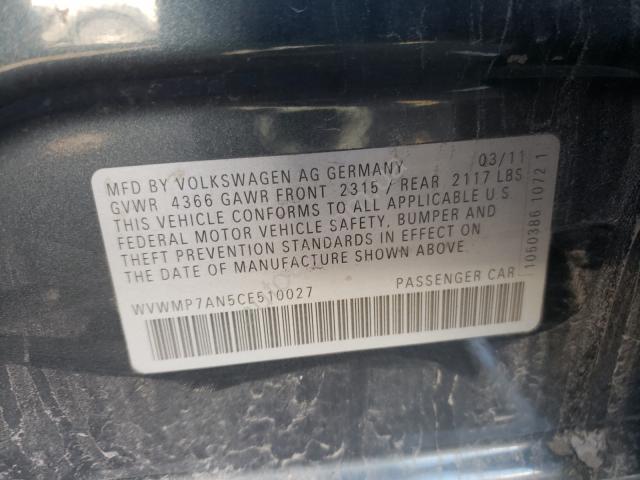 MFD BY VOLKSWAGEN AG GERMANY 03/11
GVWR 4366 GAWR FRONT 2315 / REAR 2117 LBS
THIS VEHICLE CONFORMS TO ALL APPLICABLE U S
FEDERAL MOTOR VEHICLE SAFETY, BUMPER AND
THEFT PREVENTION STANDARDS IN EFFECT ON
THE DATE OF MANUFACTURE SHOWN ABOVE.
WVWMP7AN5CE510027 PASSENGER CAR
1060386 1072 1